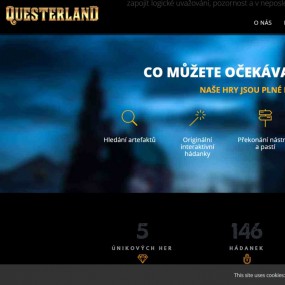 zapojit logické uvažování, pozornost a v neposle
QUESTERLAND
O NÁS
CO MŮŽETE OČEKÁVA
NAŠE HRY JSOU PLNÉ
Hledání artefaktů
Originální
interaktivní
hádanky
Překonání nástr
a pastí
5
146
ÚNIKOVÝCH HER
HÁDANEK
This site uses cookies